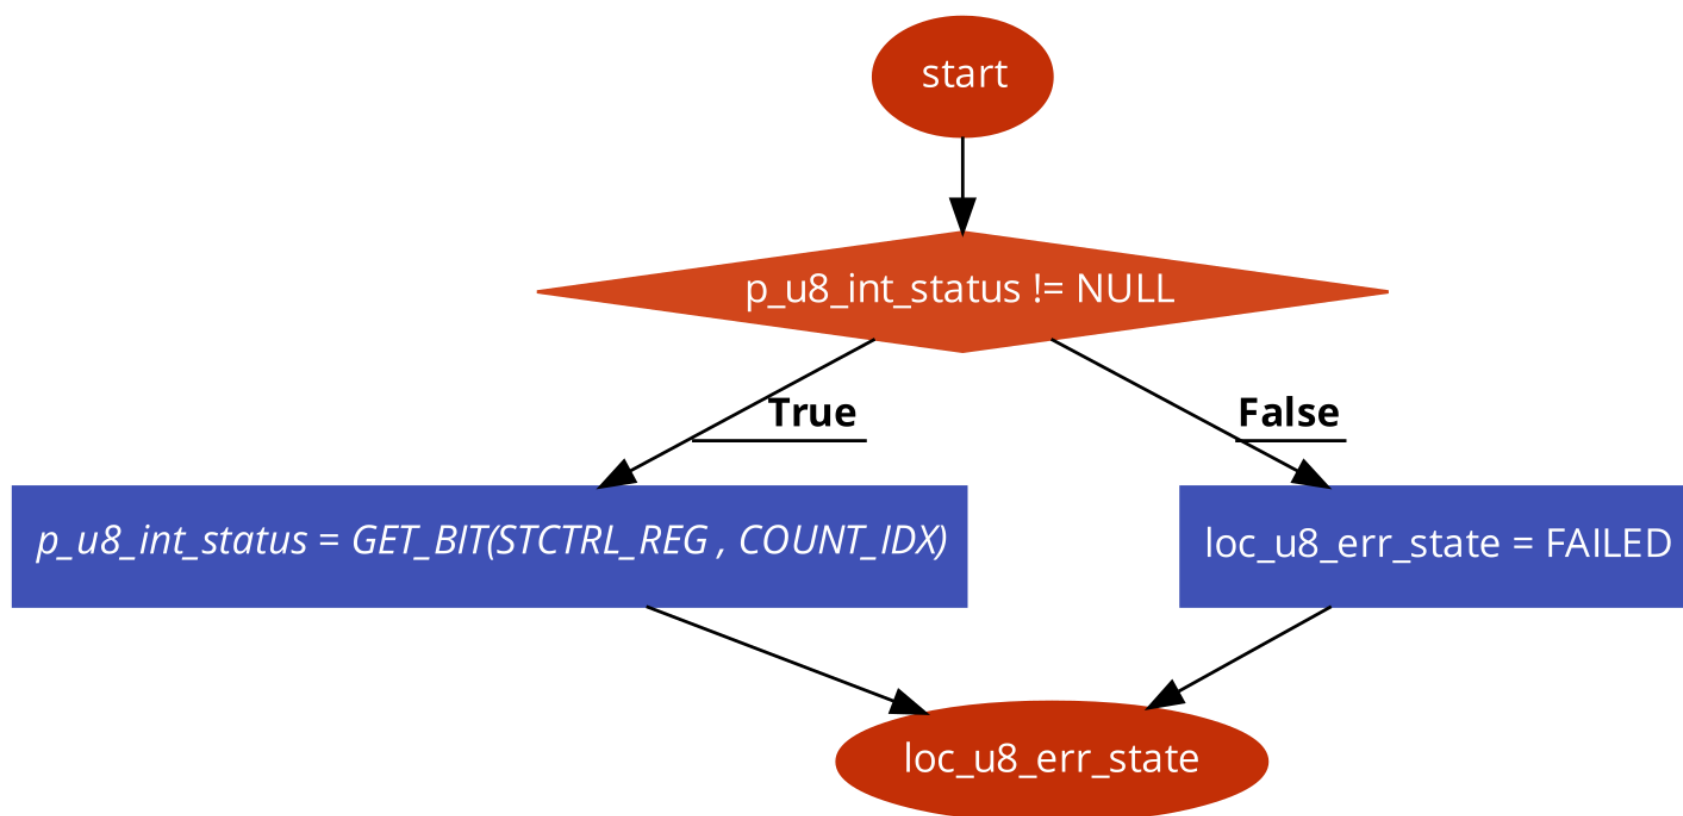 start
p_u8_int_status != NULL
True
False
p_u8_int_status = GET_BIT(STCTRL_REG , COUNT_IDX)
loc_u8_err_state = FAILED
loc_u8_err_state